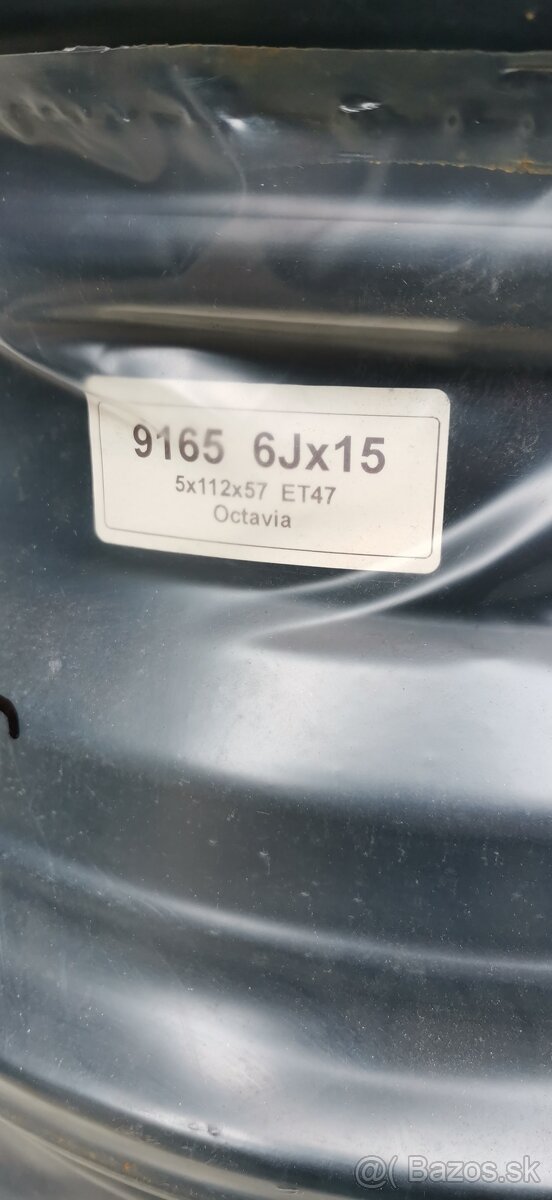 9165 6Jx15
5x112x57 ET47
Octavia
@( Bazos.sk